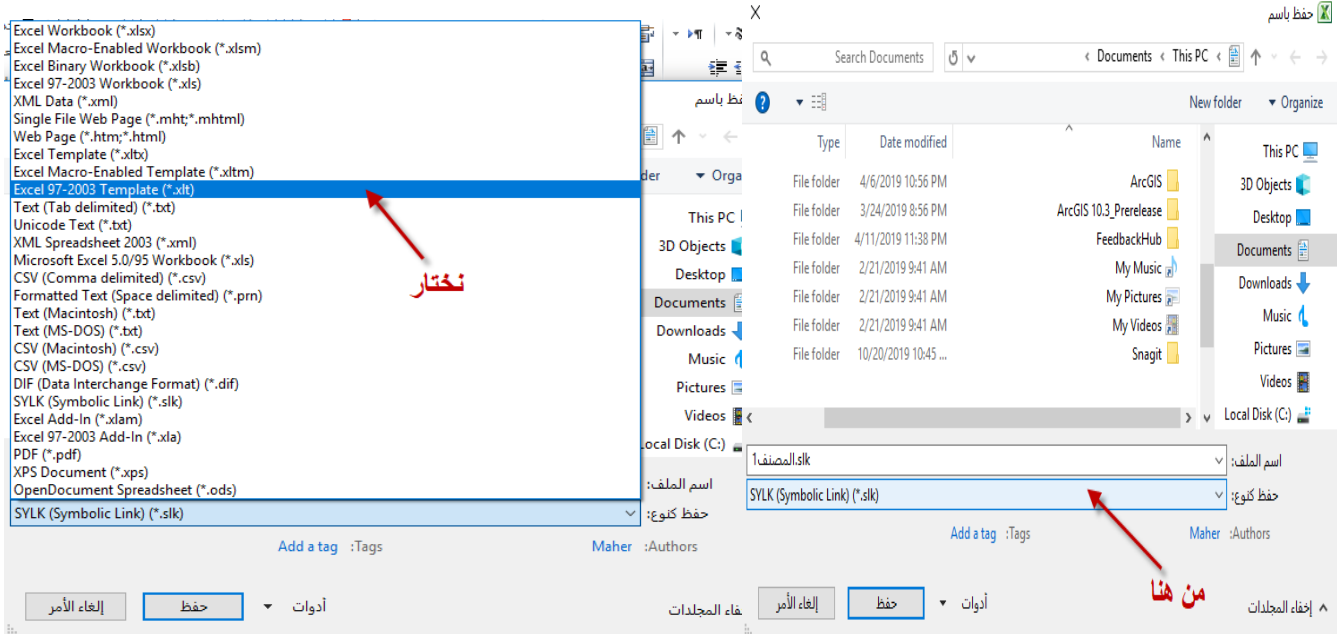 حفظ باسم
Documents
This PC
Search Documents
Organize
New folder
Name
Date modified
Type
ArcGIS
4/6/2019 10:56 PM
File folder
ArcGIS 10.3_Prerelease
3/24/2019 8:56 PM
File folder
FeedbackHub
4/11/2019 11:38 PM
File folder
My Music
2/21/2019 9:41 AM
File folder
My Pictures
2/21/2019 9:41 AM
File folder
My Videos
2/21/2019 9:41 AM
File folder
Snagit
10/20/2019 10:45 ...
File folder
This PC
3D Objects
Desktop
Documents
Downloads
Music
Pictures
Videos
Local Disk (C:)
اسم الملف:
المصنف1.slk
حفظ كنوع:
SYLK (Symbolic Link) (*.slk)
Authors: Maher
Tags: Add a tag
من هنا
إخفاء المجلدات
أدوات
حفظ
إلغاء الأمر
Excel Workbook (*.xlsx)
Excel Macro-Enabled Workbook (*.xlsm)
Excel Binary Workbook (*.xlsb)
Excel 97-2003 Workbook (*.xls)
XML Data (*.xml)
Single File Web Page (*.mht;*.mhtml)
Web Page (*.htm;*.html)
Excel Template (*.xltx)
Excel Macro-Enabled Template (*.xltm)
Excel 97-2003 Template (*.xlt)
Text (Tab delimited) (*.txt)
Unicode Text (*.txt)
XML Spreadsheet 2003 (*.xml)
Microsoft Excel 5.0/95 Workbook (*.xls)
CSV (Comma delimited) (*.csv)
Formatted Text (Space delimited) (*.prn)
Text (Macintosh) (*.txt)
Text (MS-DOS) (*.txt)
CSV (Macintosh) (*.csv)
CSV (MS-DOS) (*.csv)
DIF (Data Interchange Format) (*.dif)
SYLK (Symbolic Link) (*.slk)
Excel Add-In (*.xlam)
Excel 97-2003 Add-In (*.xla)
PDF (*.pdf)
XPS Document (*.xps)
OpenDocument Spreadsheet (*.ods)
نختار
باسم
This PC
3D Objects
Desktop
Documents
Downloads
Music
Pictures
Videos
Disk (C:)
اسم الملف:
حفظ كنوع:
SYLK (Symbolic Link) (*.slk)
Authors: Maher
Tags: Add a tag
المجلدات
أدوات
حفظ
إلغاء الأمر